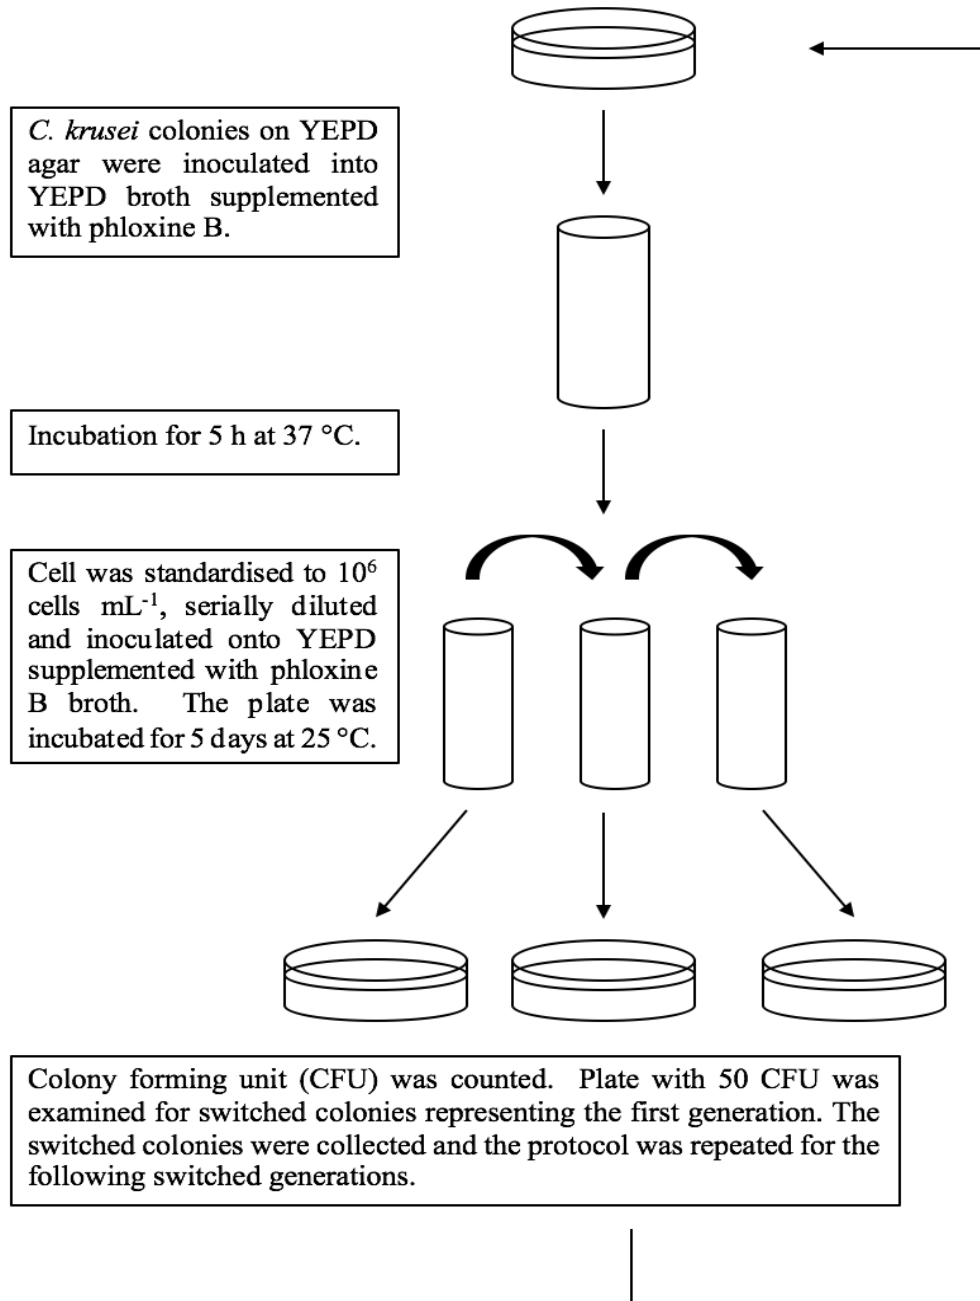 C. krusei colonies on YEPD
agar were inoculated into
YEPD broth supplemented
with phloxine B.
Incubation for 5 h at 37 °C.
Cell was standardised to 10⁶
cells mL⁻¹, serially diluted
and inoculated onto YEPD
supplemented with phloxine
B broth. The plate was
incubated for 5 days at 25 °C.
Colony forming unit (CFU) was counted. Plate with 50 CFU was
examined for switched colonies representing the first generation. The
switched colonies were collected and the protocol was repeated for the
following switched generations.